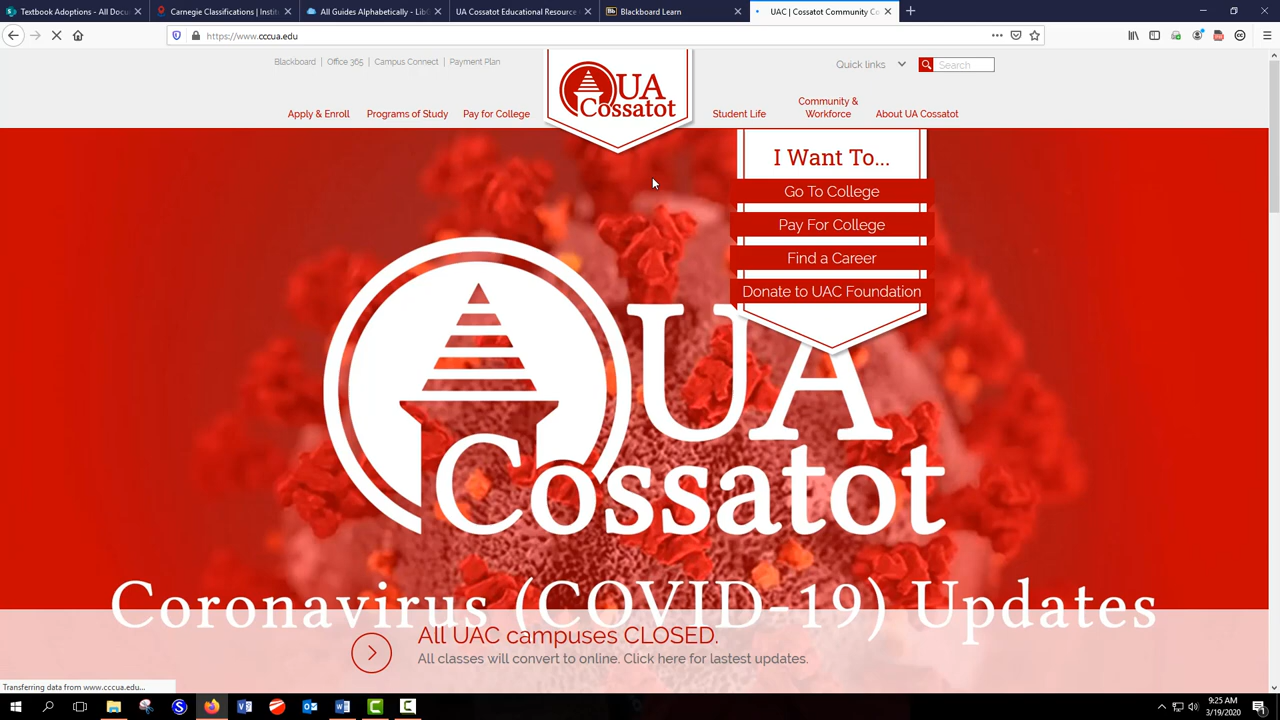 Textbook Adoptions - All Docu
Carnegie Classifications | Instit
All Guides Alphabetically - LibG
UA Cossatot Educational Resource
Blackboard Learn
UAC | Cossatot Community Co
https://www.cccua.edu
Blackboard | Office 365 | Campus Connect | Payment Plan
Quick links
Search
Apply & Enroll
Programs of Study
Pay for College
UA
Cossatot
Student Life
Community &
Workforce
About UA Cossatot
I Want To...
Go To College
Pay For College
Find a Career
Donate to UAC Foundation
UA
Cossatot
Coronavirus (COVID-19) Updates
All UAC campuses CLOSED.
All classes will convert to online. Click here for lastest updates.
Transferring data from www.cccua.edu...
9:25 AM
3/19/2020